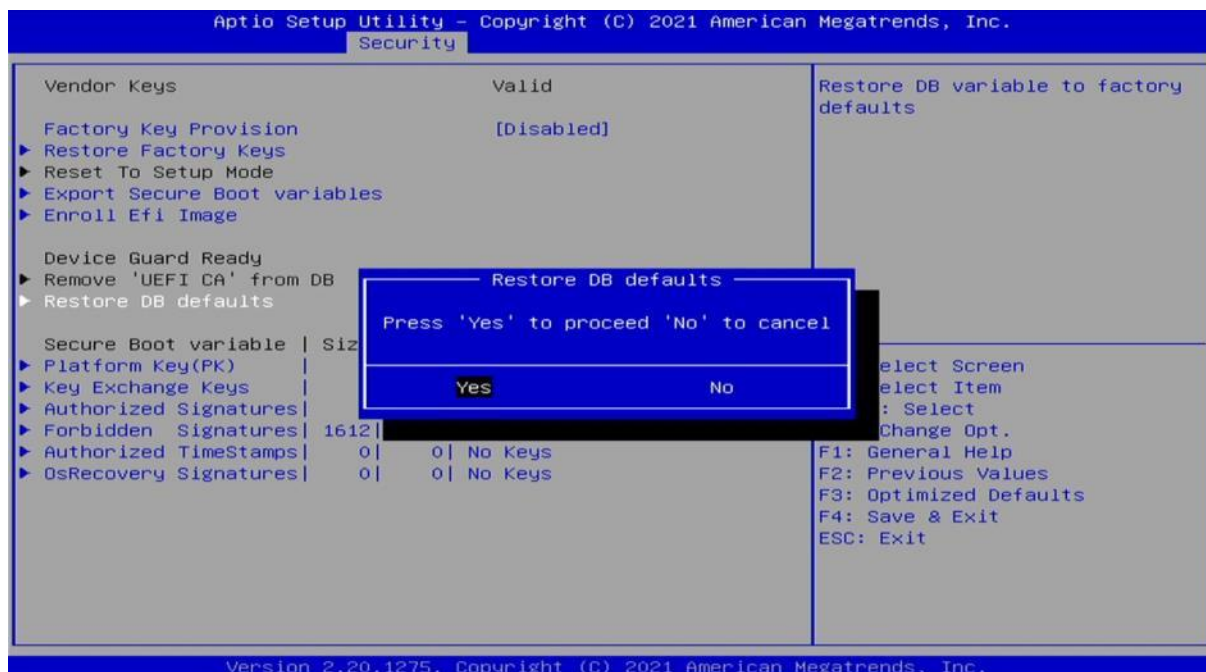 Aptio Setup Utility – Copyright (C) 2021 American Megatrends, Inc.
Security
Vendor Keys Valid
Factory Key Provision [Disabled]
Restore Factory Keys
Reset To Setup Mode
Export Secure Boot variables
Enroll Efi Image
Device Guard Ready
Remove 'UEFI CA' from DB
Restore DB defaults
Secure Boot variable | Siz
Platform Key(PK) |
Key Exchange Keys |
Authorized Signatures|
Forbidden Signatures| 1612|
Authorized TimeStamps| 0| 0| No Keys
OsRecovery Signatures| 0| 0| No Keys
Restore DB defaults
Press 'Yes' to proceed 'No' to cancel
Yes No
Restore DB variable to factory
defaults
elect Screen
elect Item
: Select
Change Opt.
F1: General Help
F2: Previous Values
F3: Optimized Defaults
F4: Save & Exit
ESC: Exit
Version 2.20.1275. Copyright (C) 2021 American Megatrends, Inc.